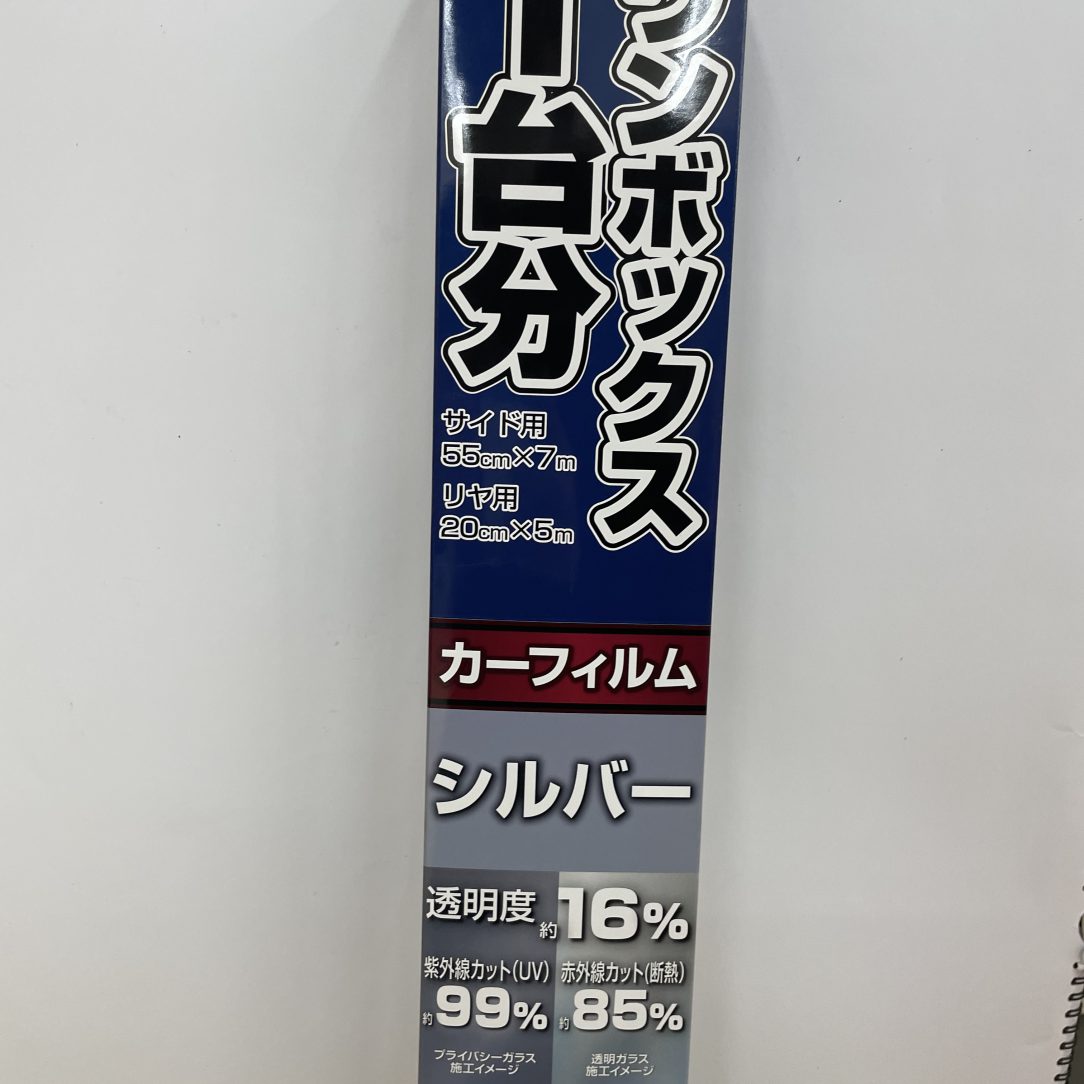 ワンボックス
1台分
サイド用
55cm×7m
リヤ用
20cm×5m
カーフィルム
シルバー
透明度 約16%
紫外線カット(UV)
約99%
赤外線カット(断熱)
約85%
プライバシーガラス
施工イメージ
透明ガラス
施工イメージ